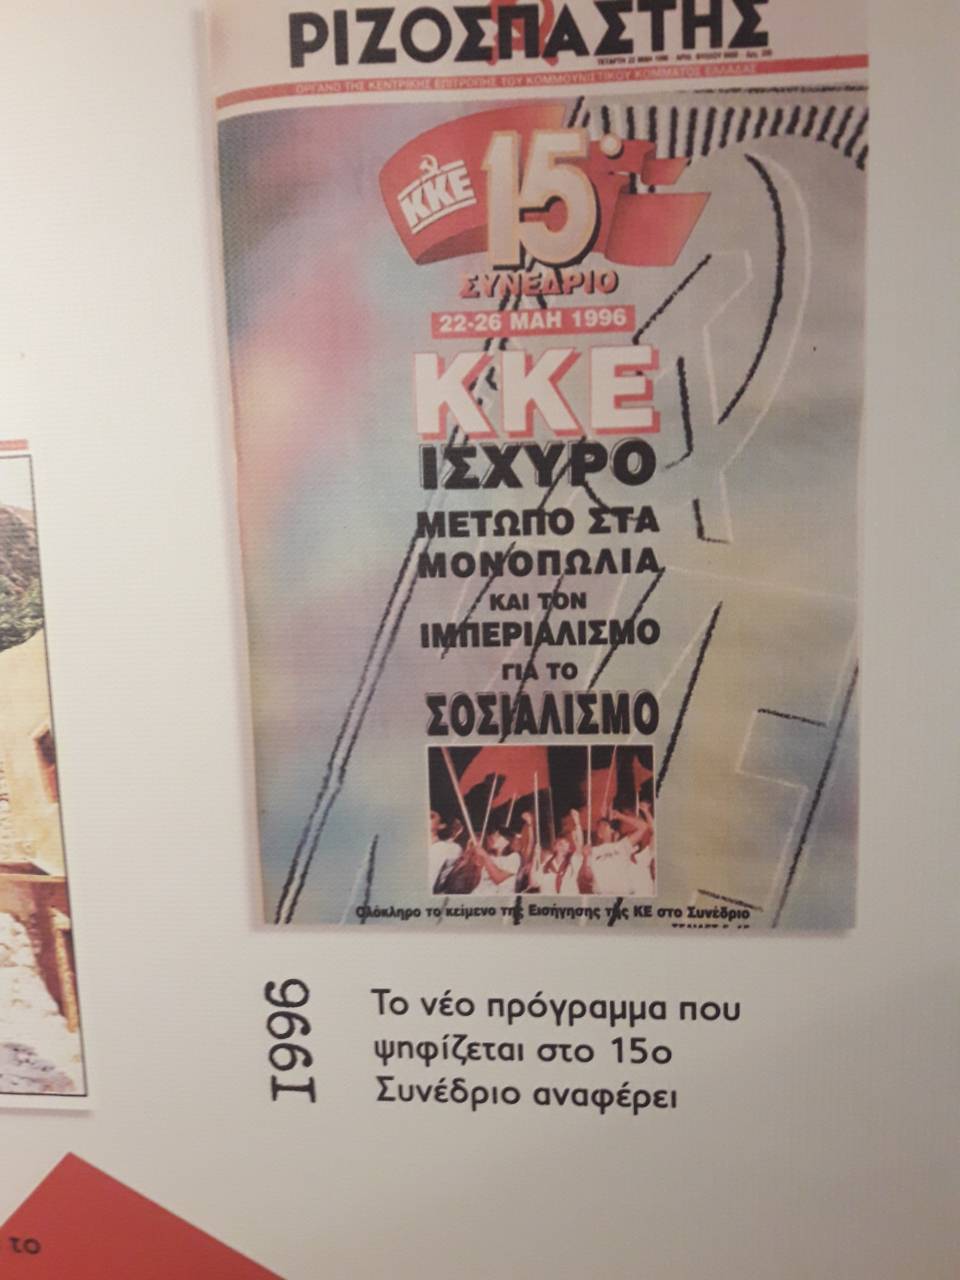 ΡΙΖΟΣΠΑΣΤΗΣ
ΟΡΓΑΝΟ ΤΗΣ ΚΕΝΤΡΙΚΗΣ ΕΠΙΤΡΟΠΗΣ ΤΟΥ ΚΟΜΜΟΥΝΙΣΤΙΚΟΥ ΚΟΜΜΑΤΟΣ ΕΛΛΑΔΑΣ
ΚΚΕ
15ο
ΣΥΝΕΔΡΙΟ
22-26 ΜΑΗ 1996
ΚΚΕ
ΙΣΧΥΡΟ
ΜΕΤΩΠΟ ΣΤΑ
ΜΟΝΟΠΩΛΙΑ
ΚΑΙ ΤΟΝ
ΙΜΠΕΡΙΑΛΙΣΜΟ
ΓΙΑ ΤΟ
ΣΟΣΙΑΛΙΣΜΟ
Ολόκληρο το κείμενο της Εισήγησης της ΚΕ στο Συνέδριο
1996
Το νέο πρόγραμμα που
ψηφίζεται στο 15ο
Συνέδριο αναφέρει
το